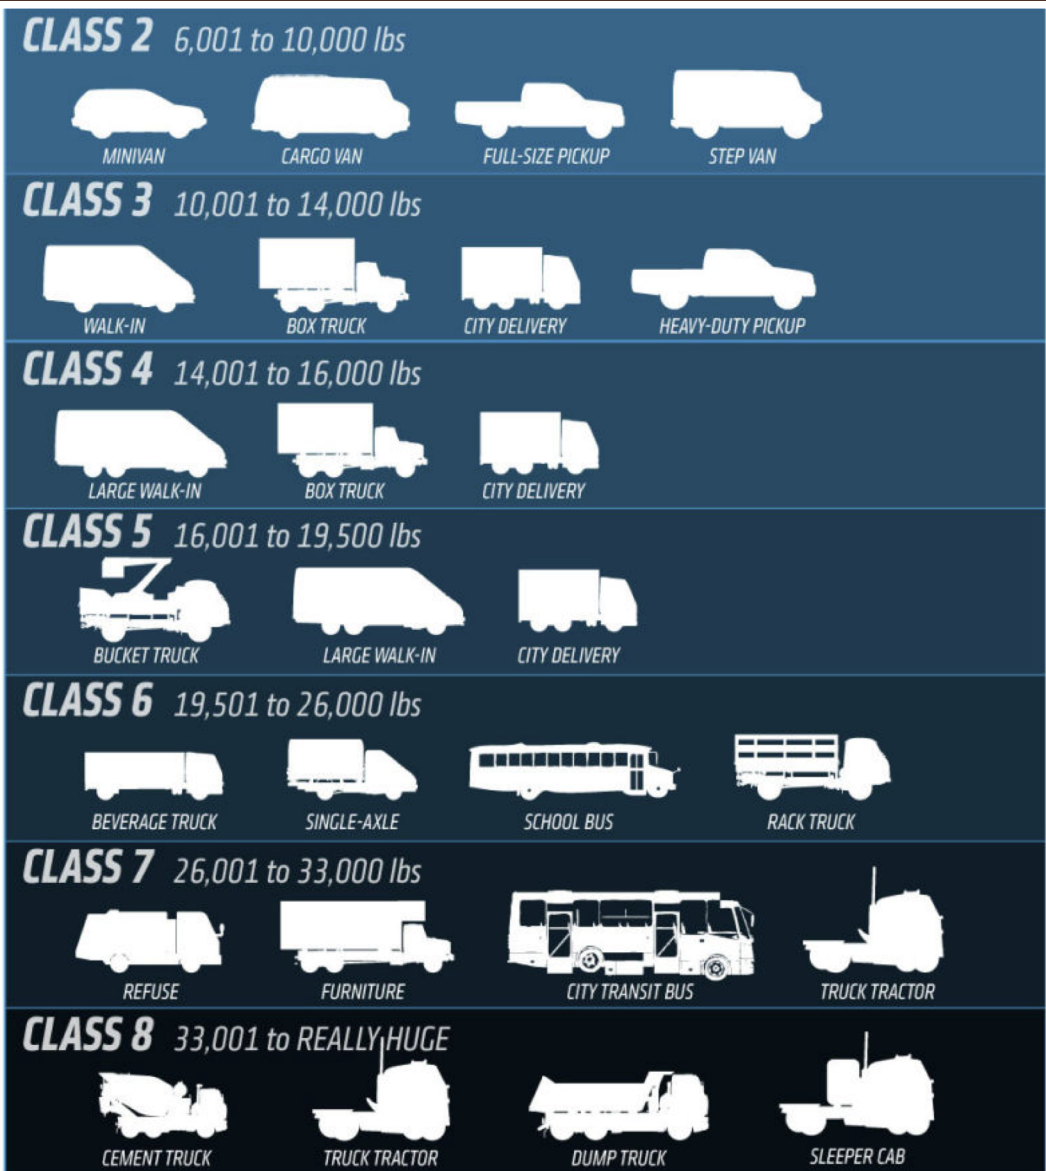 CLASS 2 6,001 to 10,000 lbs
MINIVAN CARGO VAN FULL-SIZE PICKUP STEP VAN
CLASS 3 10,001 to 14,000 lbs
WALK-IN BOX TRUCK CITY DELIVERY HEAVY-DUTY PICKUP
CLASS 4 14,001 to 16,000 lbs
LARGE WALK-IN BOX TRUCK CITY DELIVERY
CLASS 5 16,001 to 19,500 lbs
BUCKET TRUCK LARGE WALK-IN CITY DELIVERY
CLASS 6 19,501 to 26,000 lbs
BEVERAGE TRUCK SINGLE-AXLE SCHOOL BUS RACK TRUCK
CLASS 7 26,001 to 33,000 lbs
REFUSE FURNITURE CITY TRANSIT BUS TRUCK TRACTOR
CLASS 8 33,001 to REALLY HUGE
CEMENT TRUCK TRUCK TRACTOR DUMP TRUCK SLEEPER CAB